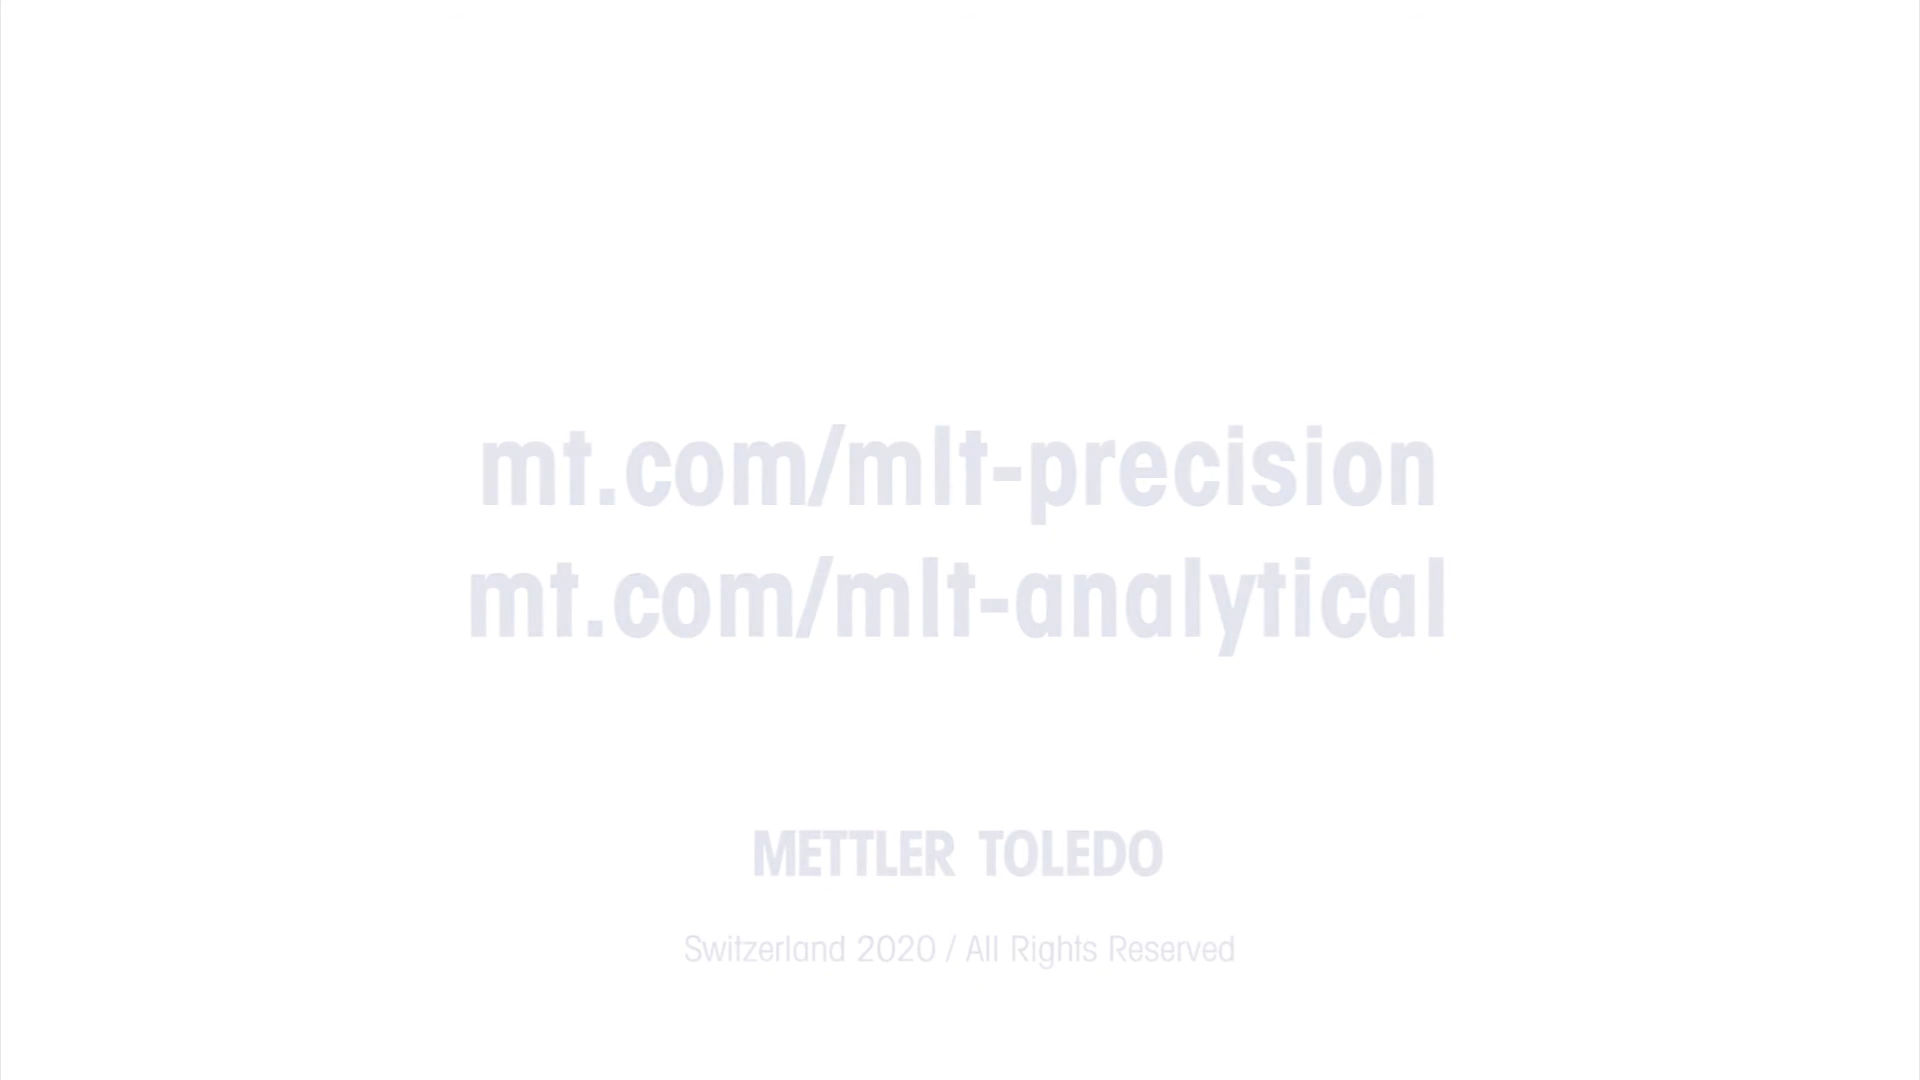 mt.com/mlt-precision
mt.com/mlt-analytical
METTLER TOLEDO
Switzerland 2020 / All Rights Reserved